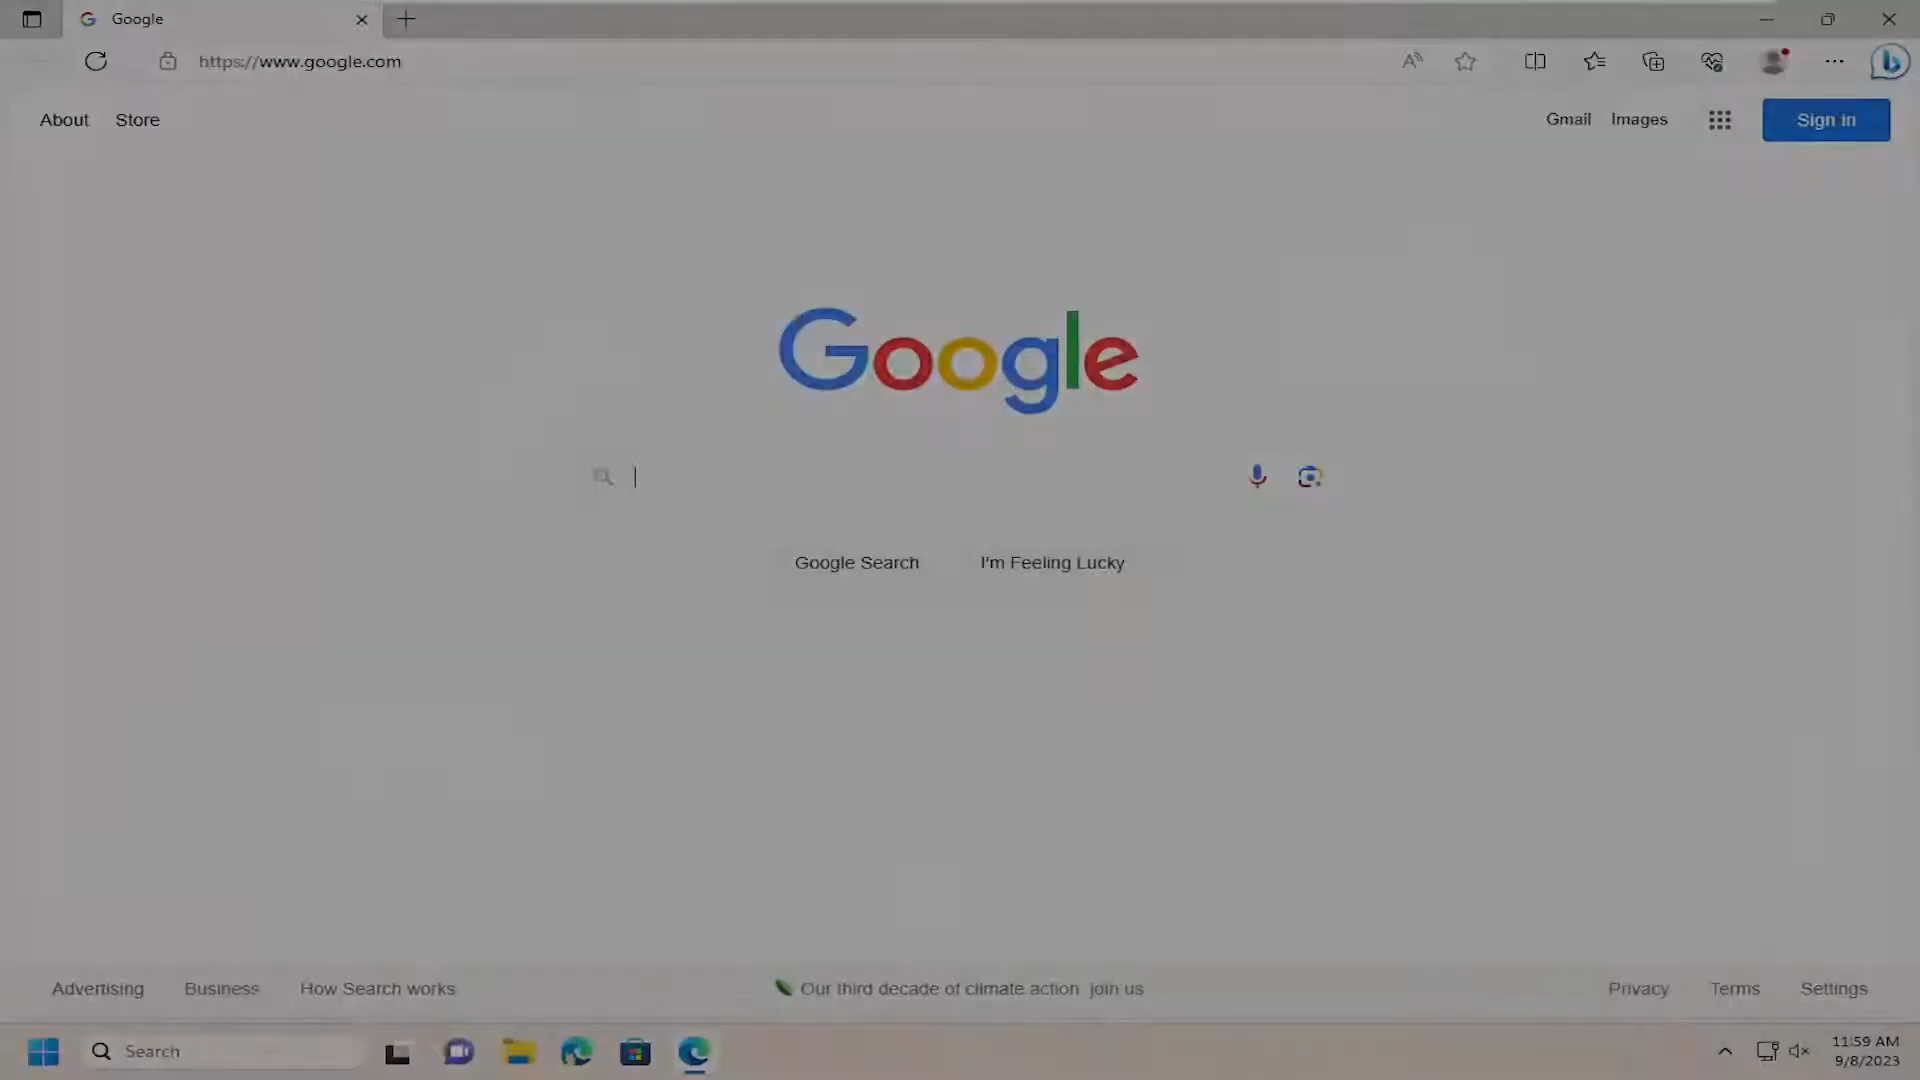 Google
https://www.google.com
About Store
Gmail Images Sign in
Google
Google Search I'm Feeling Lucky
Advertising Business How Search works
Our third decade of climate action join us
Privacy Terms Settings
Search
11:59 AM
9/8/2023